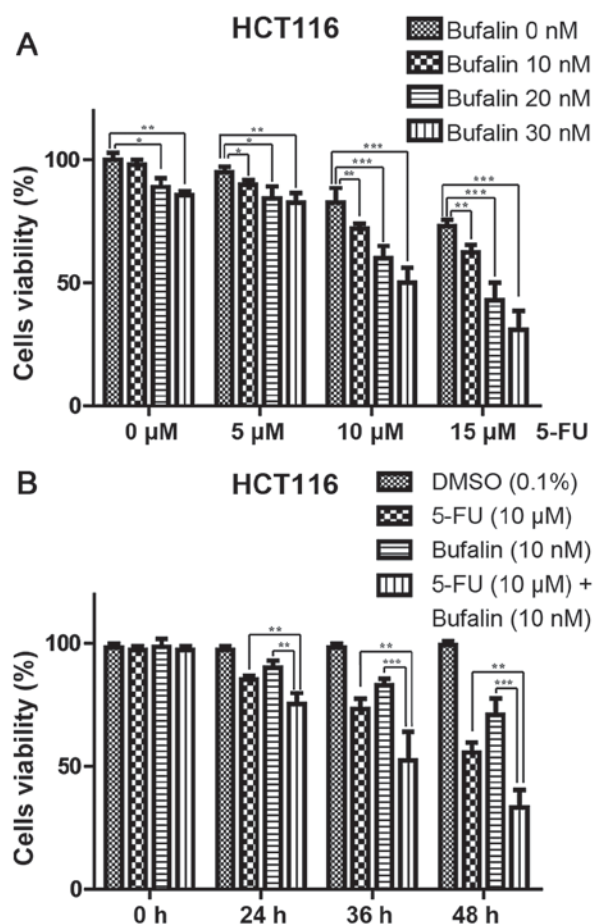 A
HCT116
Bufalin 0 nM
Bufalin 10 nM
Bufalin 20 nM
Bufalin 30 nM
Cells viability (%)
100
50
0
** 
*
**
*
*
***
***
**
***
***
**
0 µM 5 µM 10 µM 15 µM 5-FU
B
HCT116
DMSO (0.1%)
5-FU (10 µM)
Bufalin (10 nM)
5-FU (10 µM) +
Bufalin (10 nM)
Cells viability (%)
100
50
0
**
**
**
***
**
***
0 h 24 h 36 h 48 h